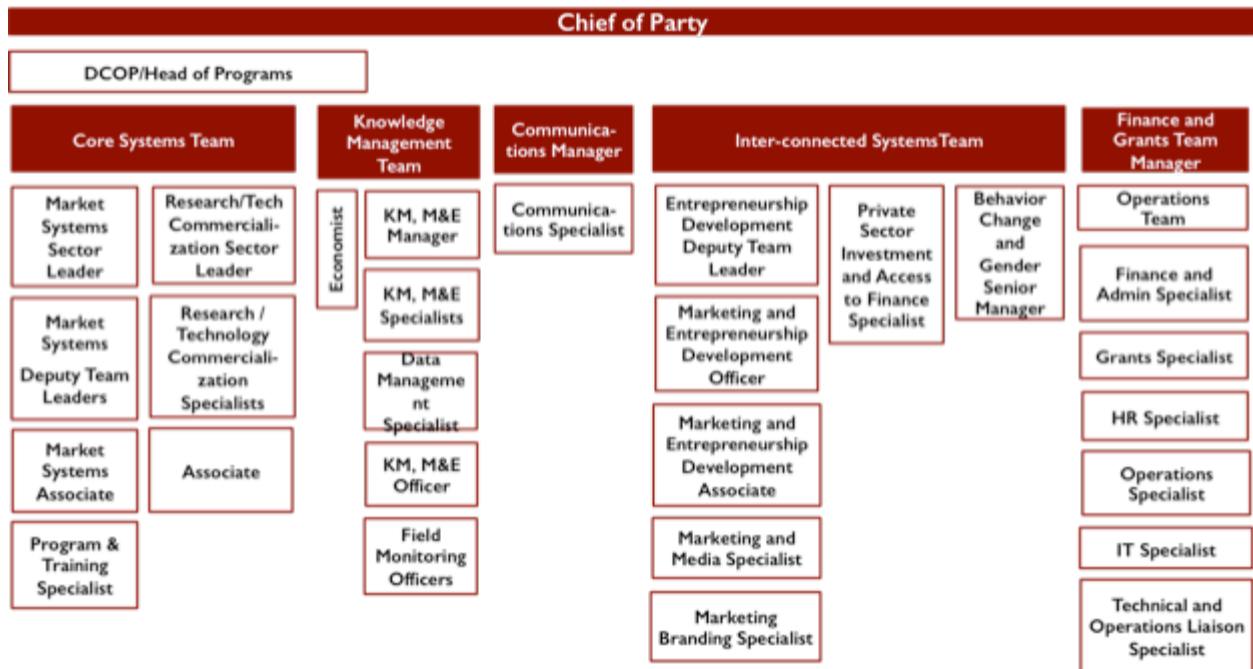 Chief of Party
DCOP/Head of Programs
Core Systems Team
Knowledge
Management
Team
Communica-
tions Manager
Inter-connected SystemsTeam
Finance and
Grants Team
Manager
Market
Systems
Sector
Leader
Research/Tech
Commerciali-
zation Sector
Leader
Market
Systems
Deputy Team
Leaders
Research /
Technology
Commerciali-
zation
Specialists
Market
Systems
Associate
Associate
Program &
Training
Specialist
Economist
KM, M&E
Manager
KM, M&E
Specialists
Data
Manageme
nt
Specialist
KM, M&E
Officer
Field
Monitoring
Officers
Communica-
tions Specialist
Entrepreneurship
Development
Deputy Team
Leader
Marketing and
Entrepreneurship
Development
Officer
Marketing and
Entrepreneurship
Development
Associate
Marketing and
Media Specialist
Marketing
Branding Specialist
Private
Sector
Investment
and Access
to Finance
Specialist
Behavior
Change
and
Gender
Senior
Manager
Operations
Team
Finance and
Admin Specialist
Grants Specialist
HR Specialist
Operations
Specialist
IT Specialist
Technical and
Operations Liaison
Specialist